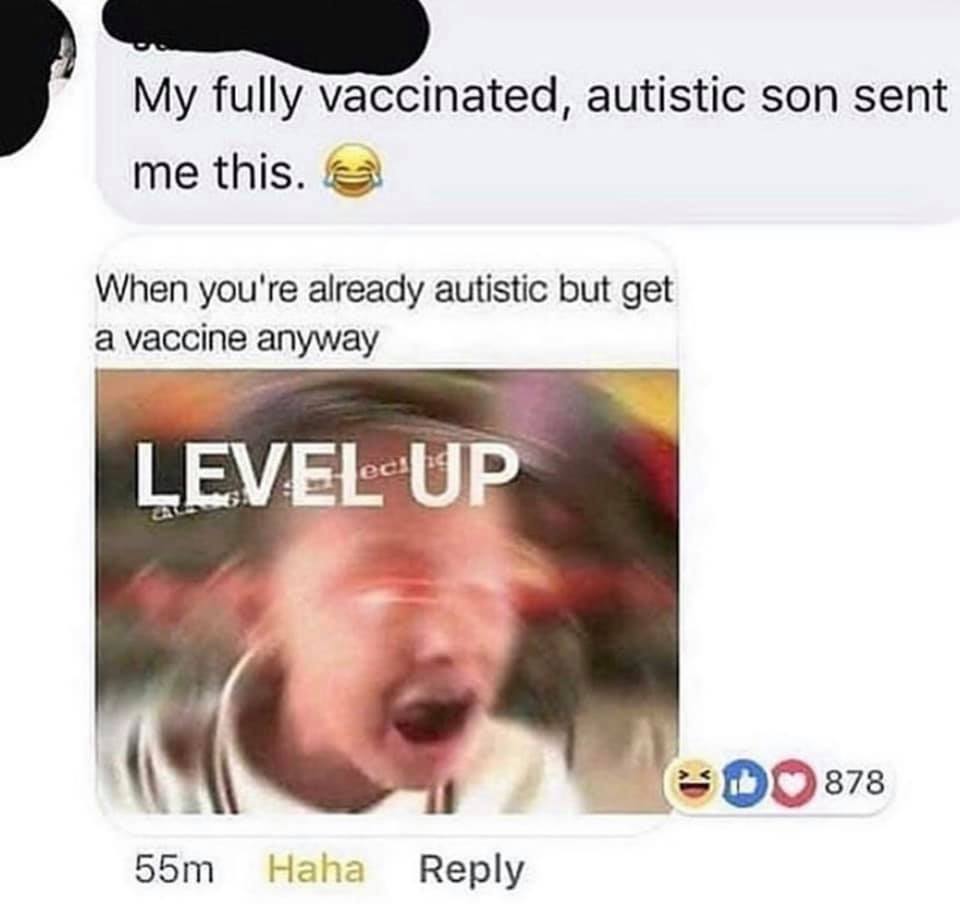 My fully vaccinated, autistic son sent
me this. 😂
When you're already autistic but get
a vaccine anyway
LEVEL UP
878
55m Haha Reply